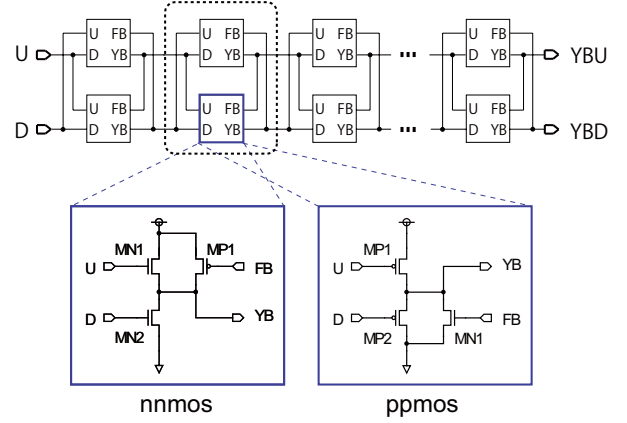 U FB U FB U FB U FB
U D YB D YB D YB ... D YB YBU
U FB U FB U FB U FB
D D YB D YB D YB ... D YB YBD
MN1 MP1 MP1 YB
U FB U
D YB D FB
MN2 MP2 MN1
nnmos ppmos